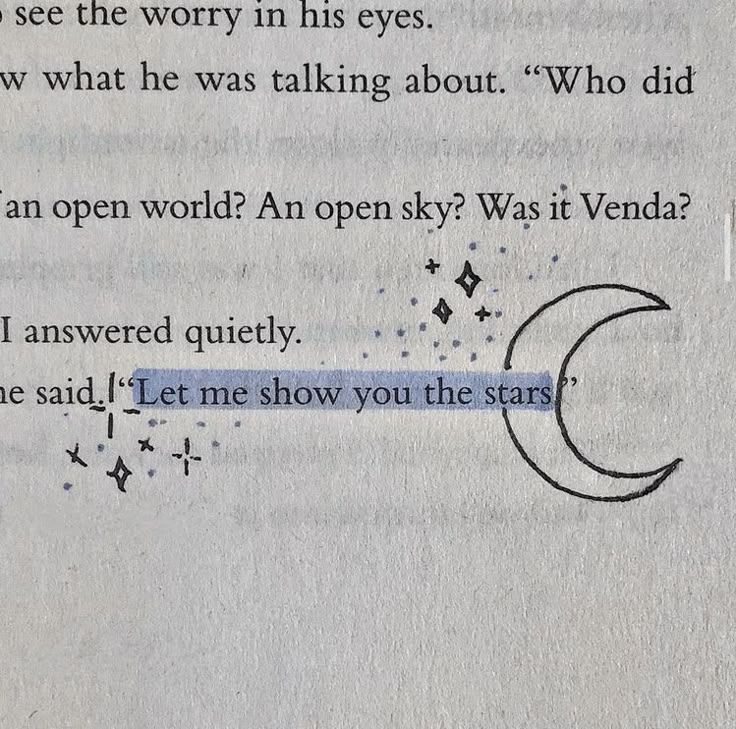 see the worry in his eyes.
what he was talking about. “Who did
an open world? An open sky? Was it Venda?
I answered quietly.
he said. “Let me show you the stars.”